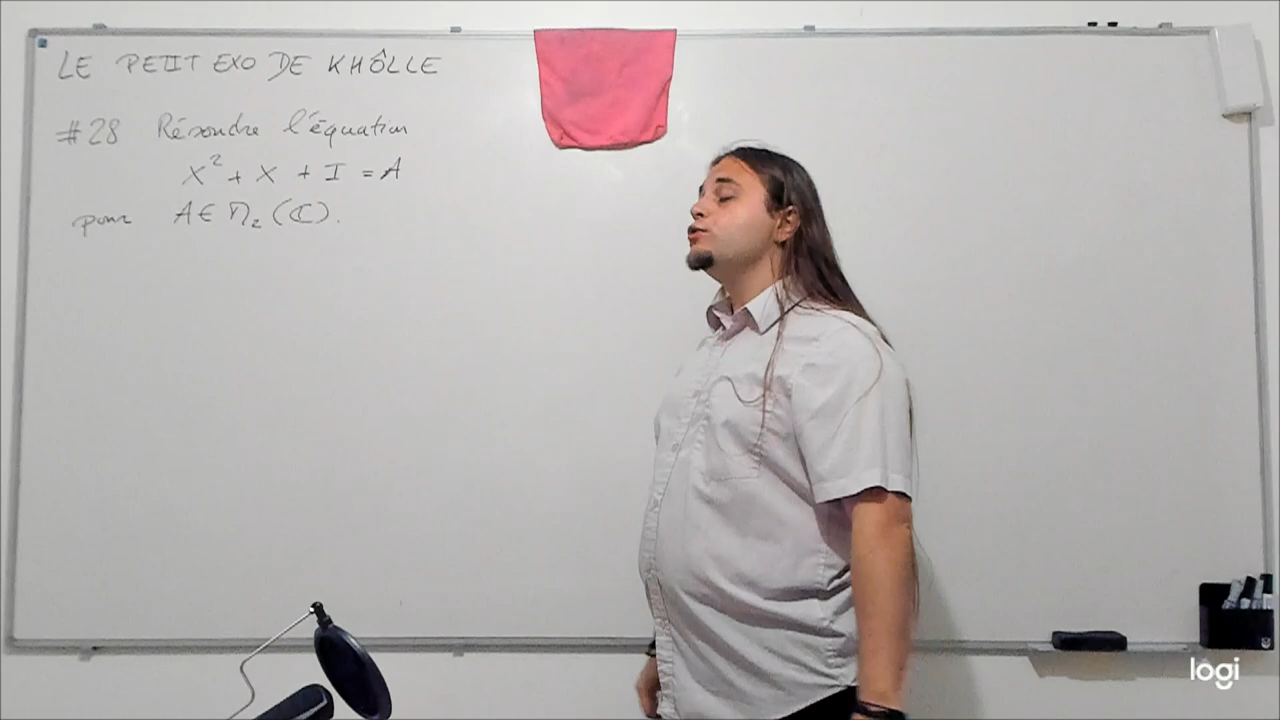 LE PETIT EXO DE KHÔLLE
#28 Résoudre l'équation
X² + X + I = A
pour A ∈ M₂(ℂ).
logi